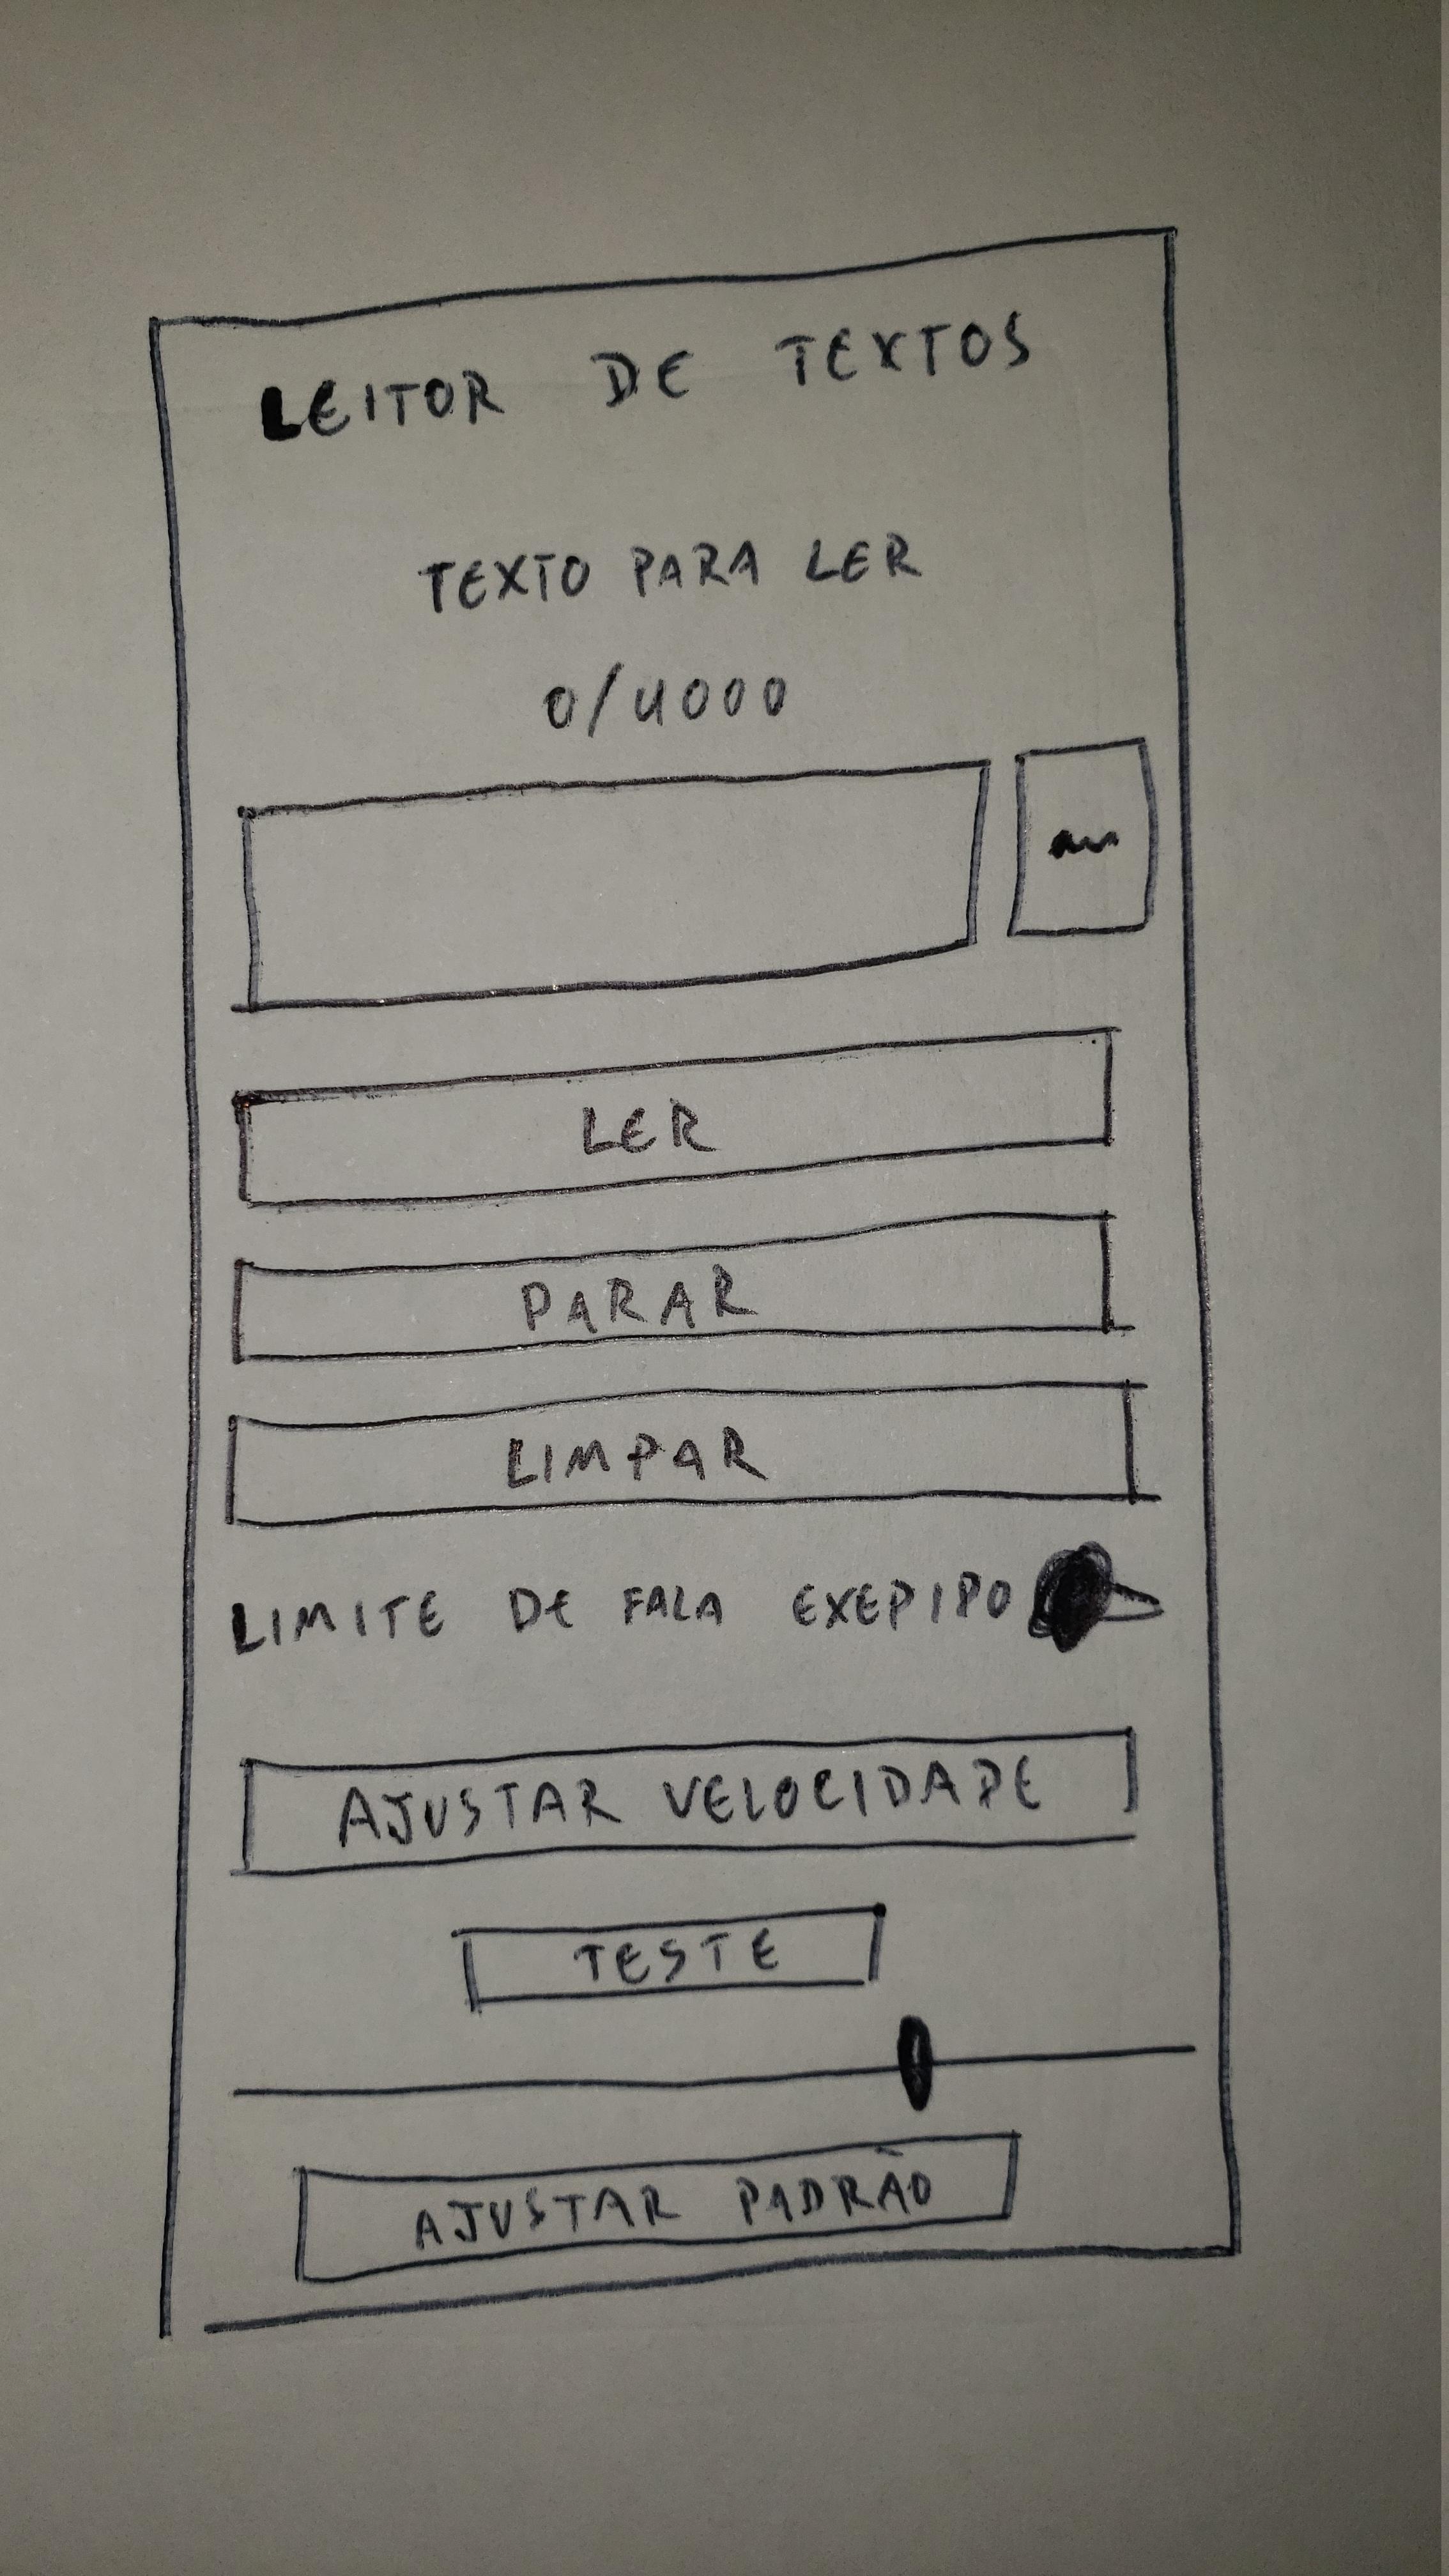 LEITOR DE TEXTOS
TEXTO PARA LER
0/4000
LER
PARAR
LIMPAR
LIMITE DE FALA EXEDIDO
AJUSTAR VELOCIDADE
TESTE
AJUSTAR PADRÃO